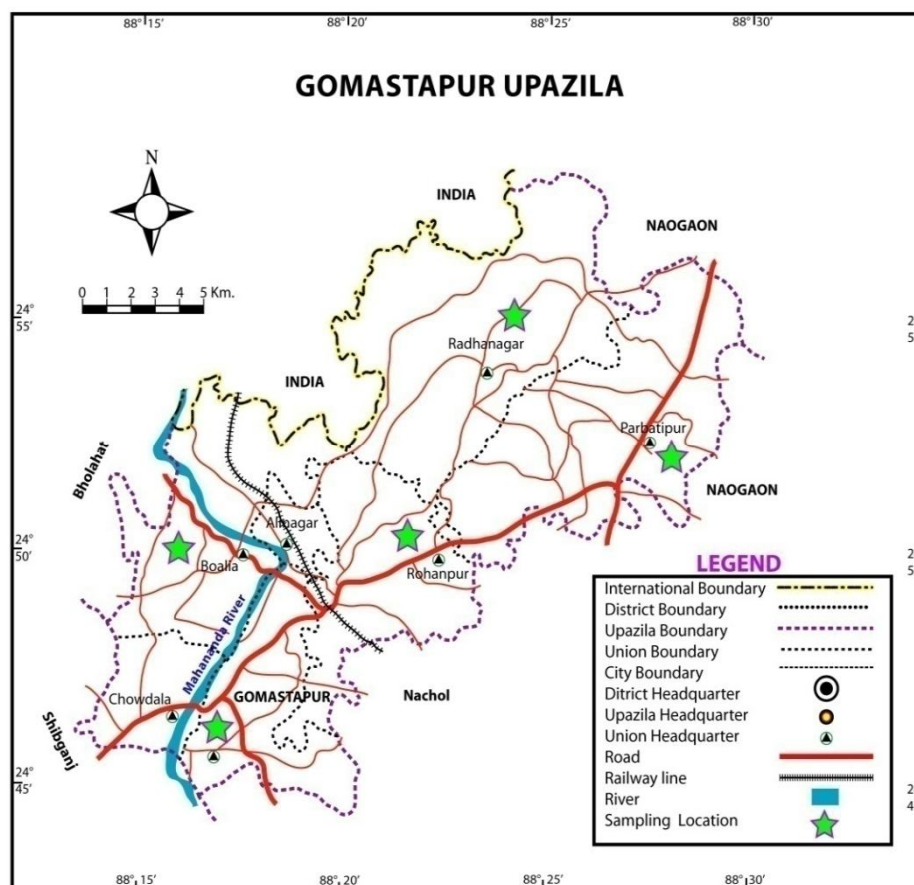 88° 15' 88° 20' 88° 25' 88° 30'
GOMASTAPUR UPAZILA
N
INDIA
NAOGAON
0 1 2 3 4 5 Km.
24°
55'
Radhanagar
INDIA
Parbatipur
Bholahat
NAOGAON
Alinagar
24°
50'
Boalia
Rohanpur
Mahananda River
Chowdala
GOMASTAPUR
Nachol
Shibganj
24°
45'
LEGEND
International Boundary
District Boundary
Upazila Boundary
Union Boundary
City Boundary
Ditrict Headquarter
Upazila Headquarter
Union Headquarter
Road
Railway line
River
Sampling Location
88° 15' 88° 20' 88° 25' 88° 30'